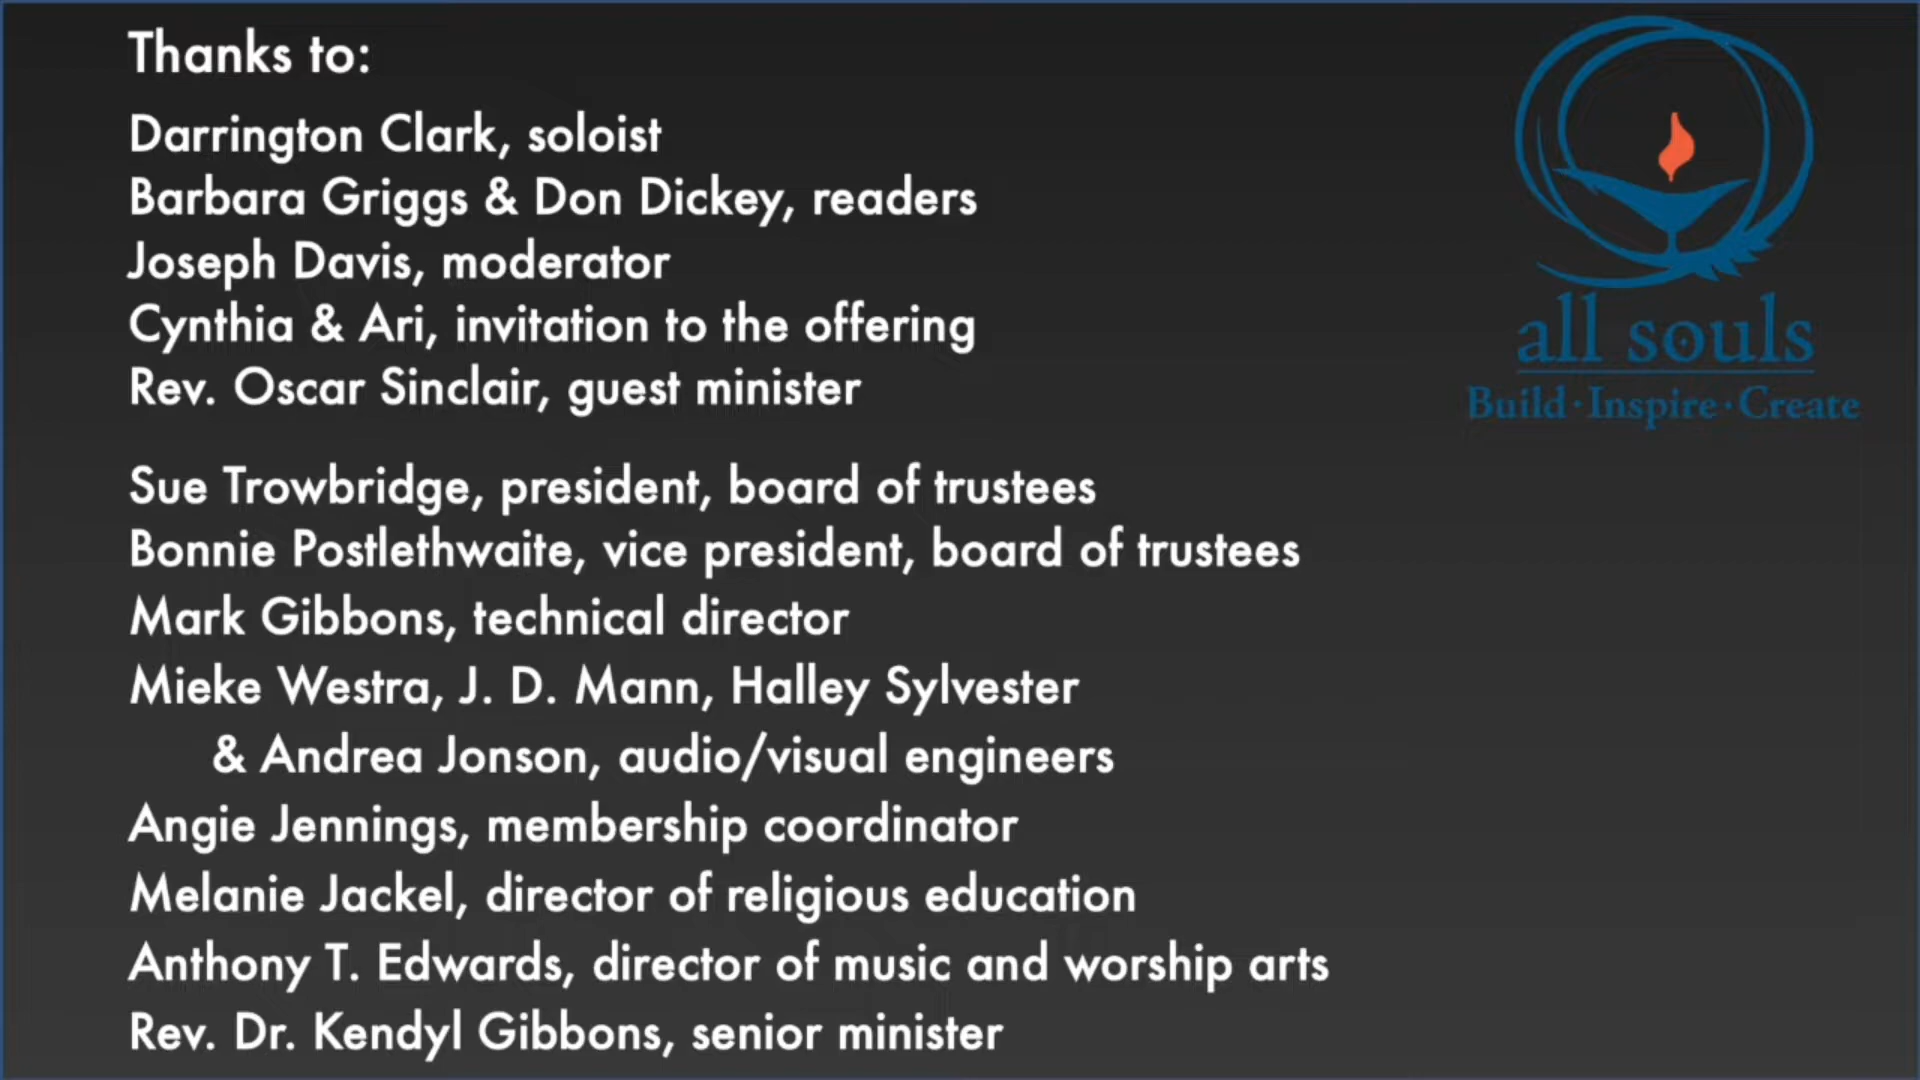 Thanks to:
Darrington Clark, soloist
Barbara Griggs & Don Dickey, readers
Joseph Davis, moderator
Cynthia & Ari, invitation to the offering
Rev. Oscar Sinclair, guest minister
Sue Trowbridge, president, board of trustees
Bonnie Postlethwaite, vice president, board of trustees
Mark Gibbons, technical director
Mieke Westra, J. D. Mann, Halley Sylvester
& Andrea Jonson, audio/visual engineers
Angie Jennings, membership coordinator
Melanie Jackel, director of religious education
Anthony T. Edwards, director of music and worship arts
Rev. Dr. Kendyl Gibbons, senior minister
all souls
Build·Inspire·Create